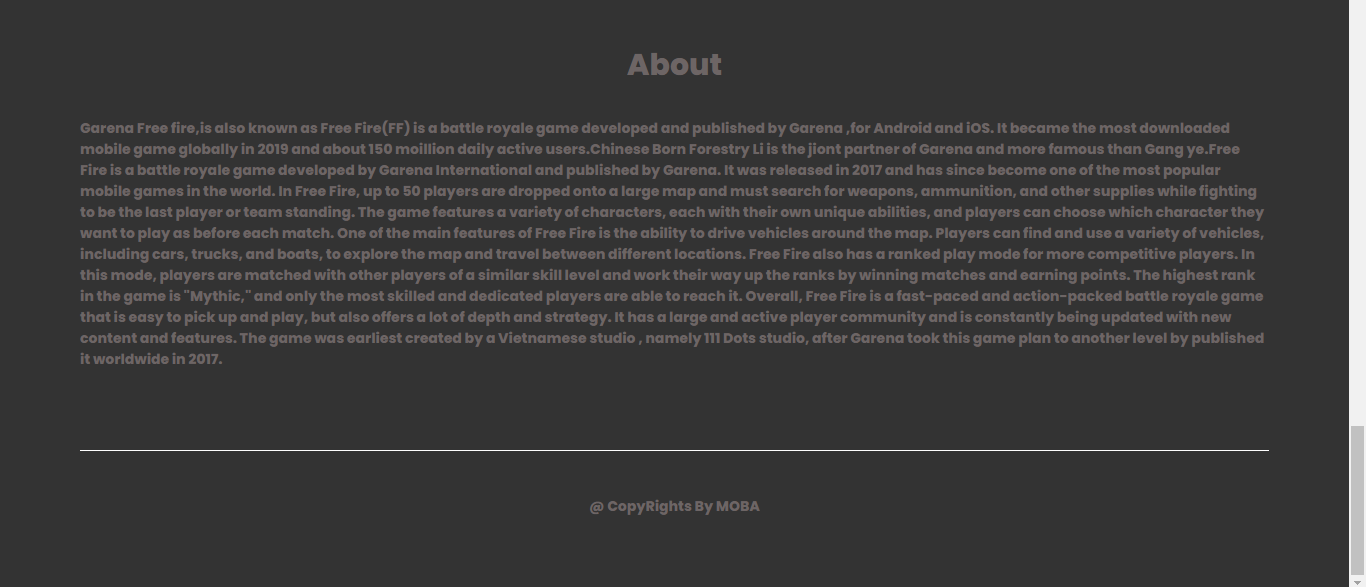 About
Garena Free fire,is also known as Free Fire(FF) is a battle royale game developed and published by Garena ,for Android and iOS. It became the most downloaded
mobile game globally in 2019 and about 150 moillion daily active users.Chinese Born Forestry Li is the jiont partner of Garena and more famous than Gang ye.Free
Fire is a battle royale game developed by Garena International and published by Garena. It was released in 2017 and has since become one of the most popular
mobile games in the world. In Free Fire, up to 50 players are dropped onto a large map and must search for weapons, ammunition, and other supplies while fighting
to be the last player or team standing. The game features a variety of characters, each with their own unique abilities, and players can choose which character they
want to play as before each match. One of the main features of Free Fire is the ability to drive vehicles around the map. Players can find and use a variety of vehicles,
including cars, trucks, and boats, to explore the map and travel between different locations. Free Fire also has a ranked play mode for more competitive players. In
this mode, players are matched with other players of a similar skill level and work their way up the ranks by winning matches and earning points. The highest rank
in the game is "Mythic," and only the most skilled and dedicated players are able to reach it. Overall, Free Fire is a fast-paced and action-packed battle royale game
that is easy to pick up and play, but also offers a lot of depth and strategy. It has a large and active player community and is constantly being updated with new
content and features. The game was earliest created by a Vietnamese studio , namely 111 Dots studio, after Garena took this game plan to another level by published
it worldwide in 2017.
@ CopyRights By MOBA